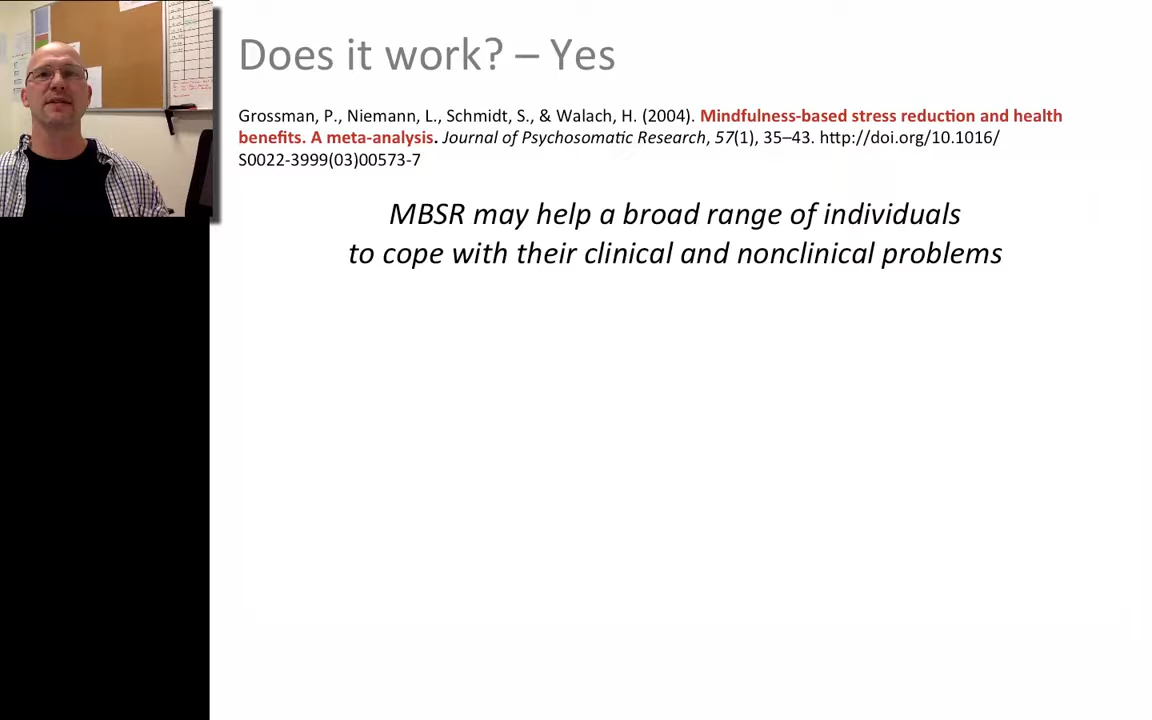 Does it work? – Yes
Grossman, P., Niemann, L., Schmidt, S., & Walach, H. (2004). Mindfulness-based stress reduction and health
benefits. A meta-analysis. Journal of Psychosomatic Research, 57(1), 35–43. http://doi.org/10.1016/
S0022-3999(03)00573-7
MBSR may help a broad range of individuals
to cope with their clinical and nonclinical problems